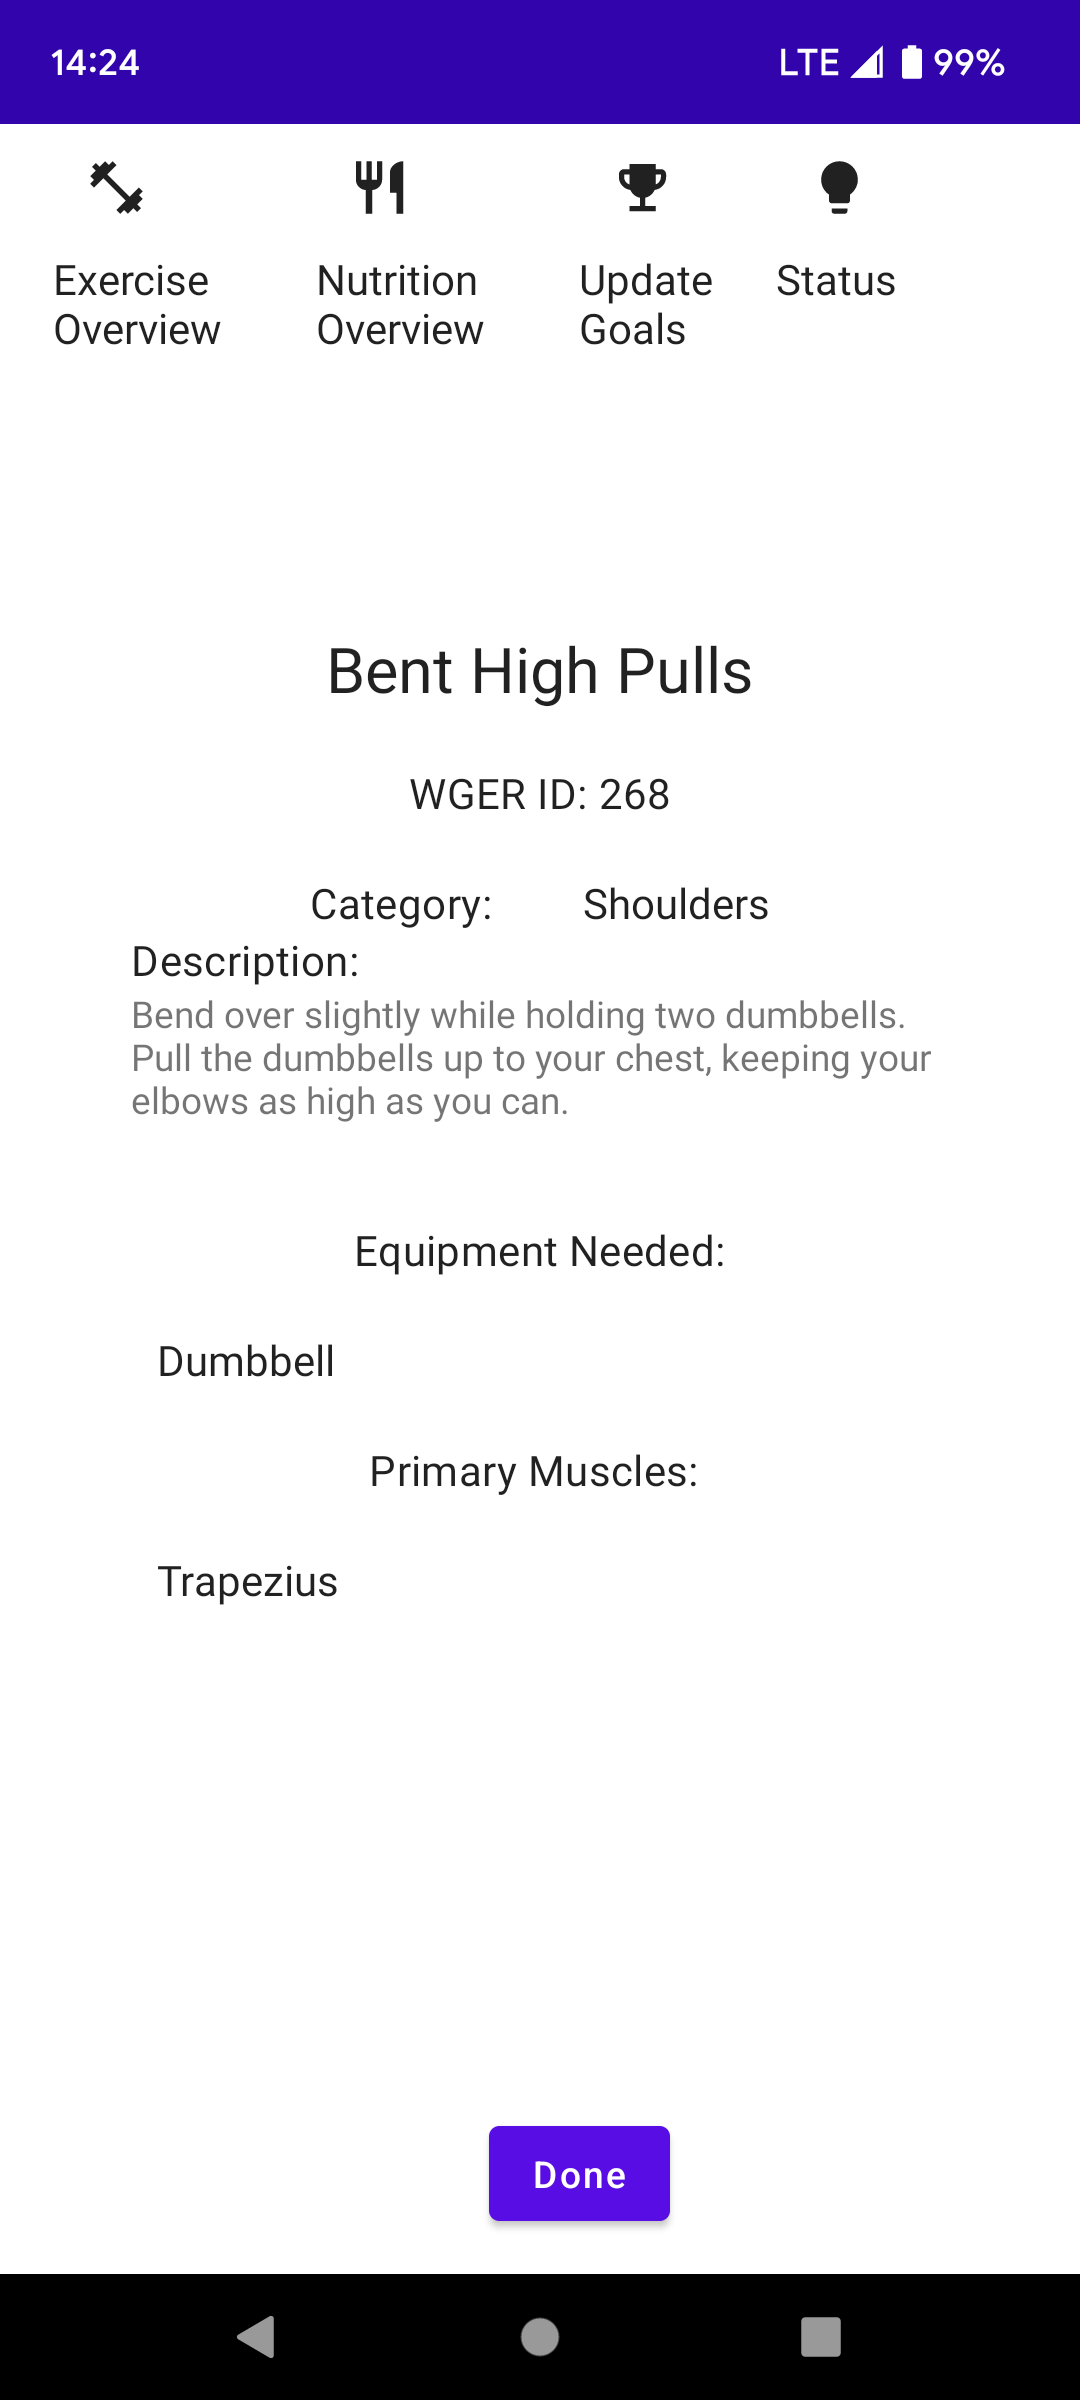 14:24 LTE 99%
Exercise Overview
Nutrition Overview
Update Goals
Status
Bent High Pulls
WGER ID: 268
Category: Shoulders
Description:
Bend over slightly while holding two dumbbells.
Pull the dumbbells up to your chest, keeping your
elbows as high as you can.
Equipment Needed:
Dumbbell
Primary Muscles:
Trapezius
Done